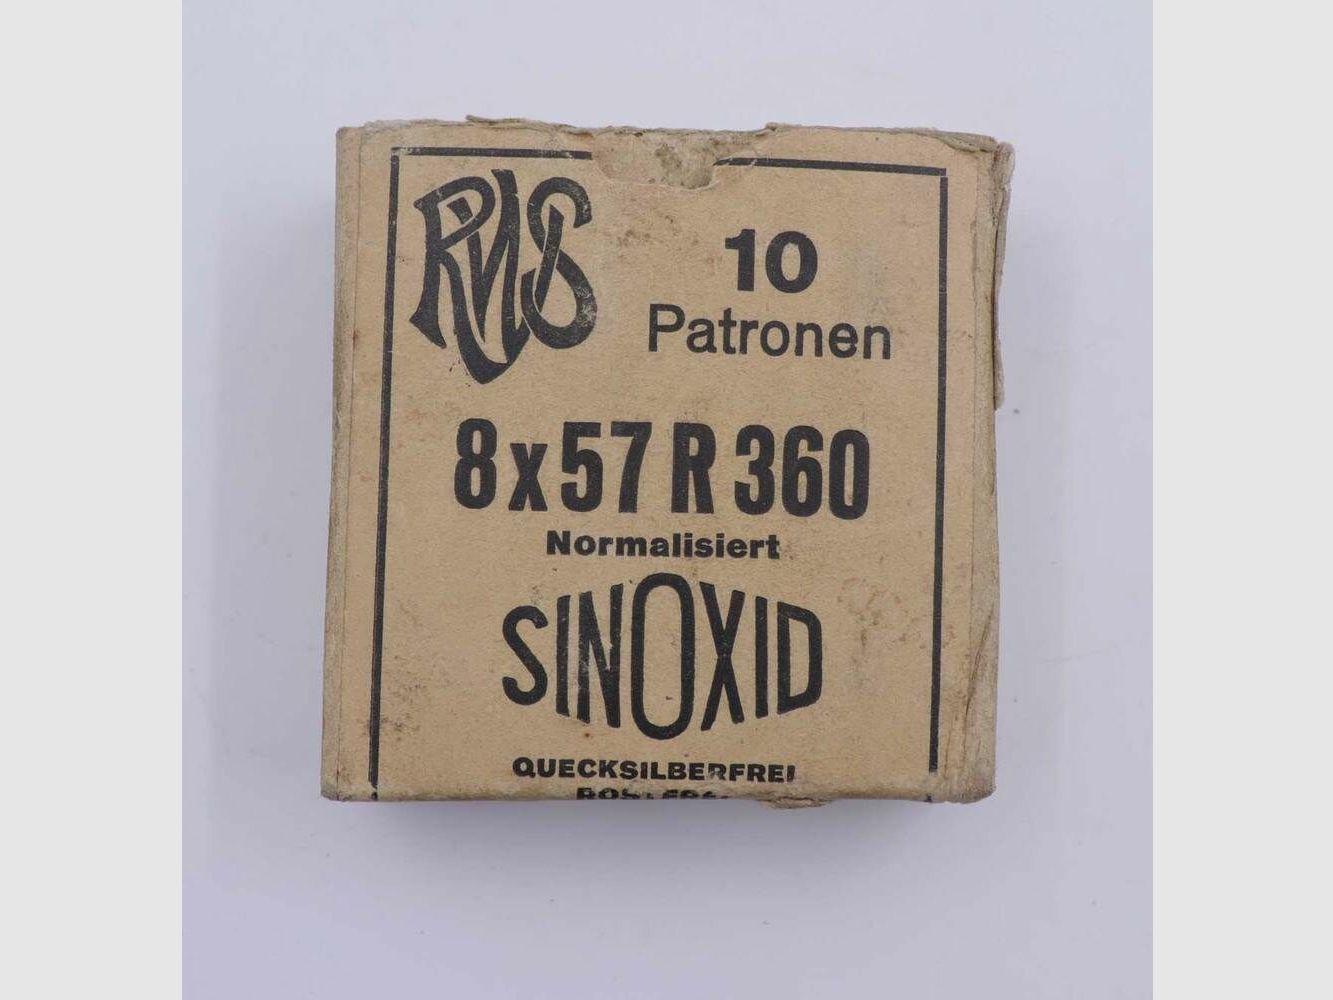 RWS
10
Patronen
8x57 R 360
Normalisiert
SINOXID
QUECKSILBERFREI